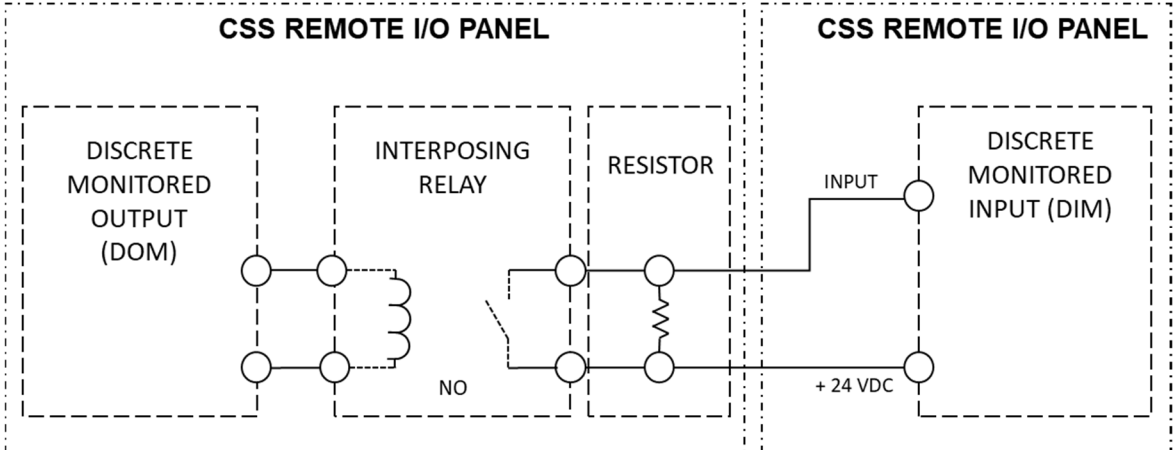 CSS REMOTE I/O PANEL
CSS REMOTE I/O PANEL
DISCRETE
MONITORED
OUTPUT
(DOM)
INTERPOSING
RELAY
NO
RESISTOR
INPUT
+ 24 VDC
DISCRETE
MONITORED
INPUT (DIM)